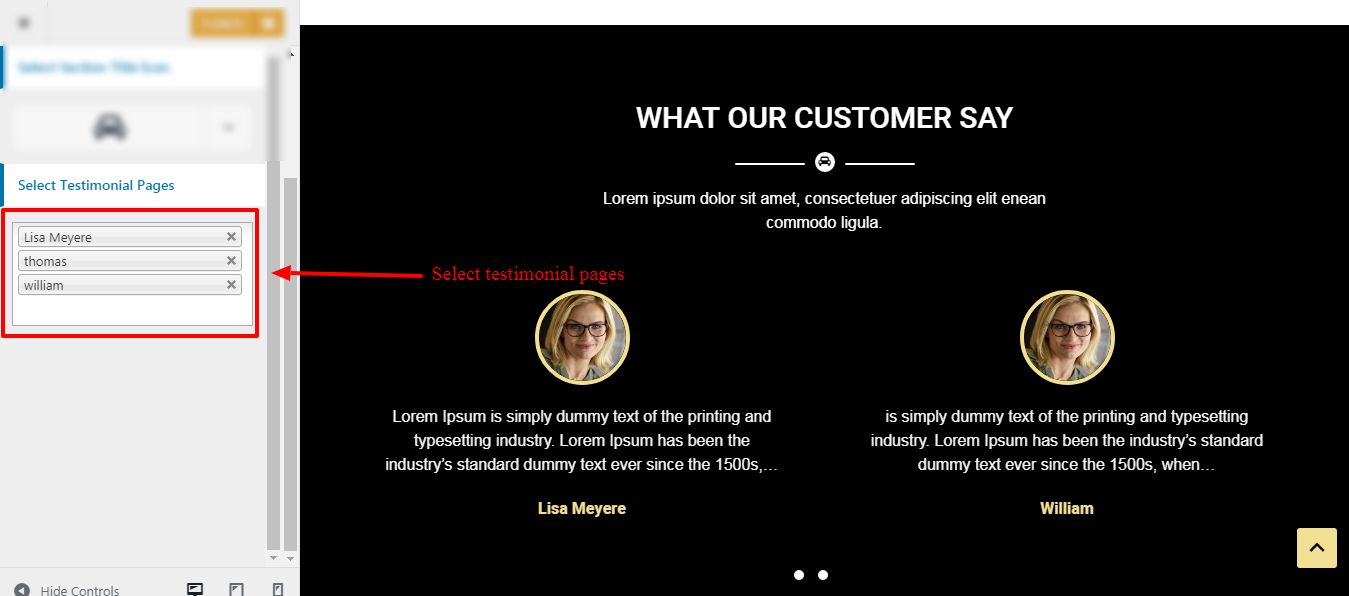 Select Section Title Icon
Select Testimonial Pages
Lisa Meyere
thomas
william
Hide Controls
Select testimonial pages
WHAT OUR CUSTOMER SAY
Lorem ipsum dolor sit amet, consectetuer adipiscing elit enean
commodo ligula.
Lorem Ipsum is simply dummy text of the printing and
typesetting industry. Lorem Ipsum has been the
industry’s standard dummy text ever since the 1500s,…
Lisa Meyere
is simply dummy text of the printing and typesetting
industry. Lorem Ipsum has been the industry’s standard
dummy text ever since the 1500s, when…
William